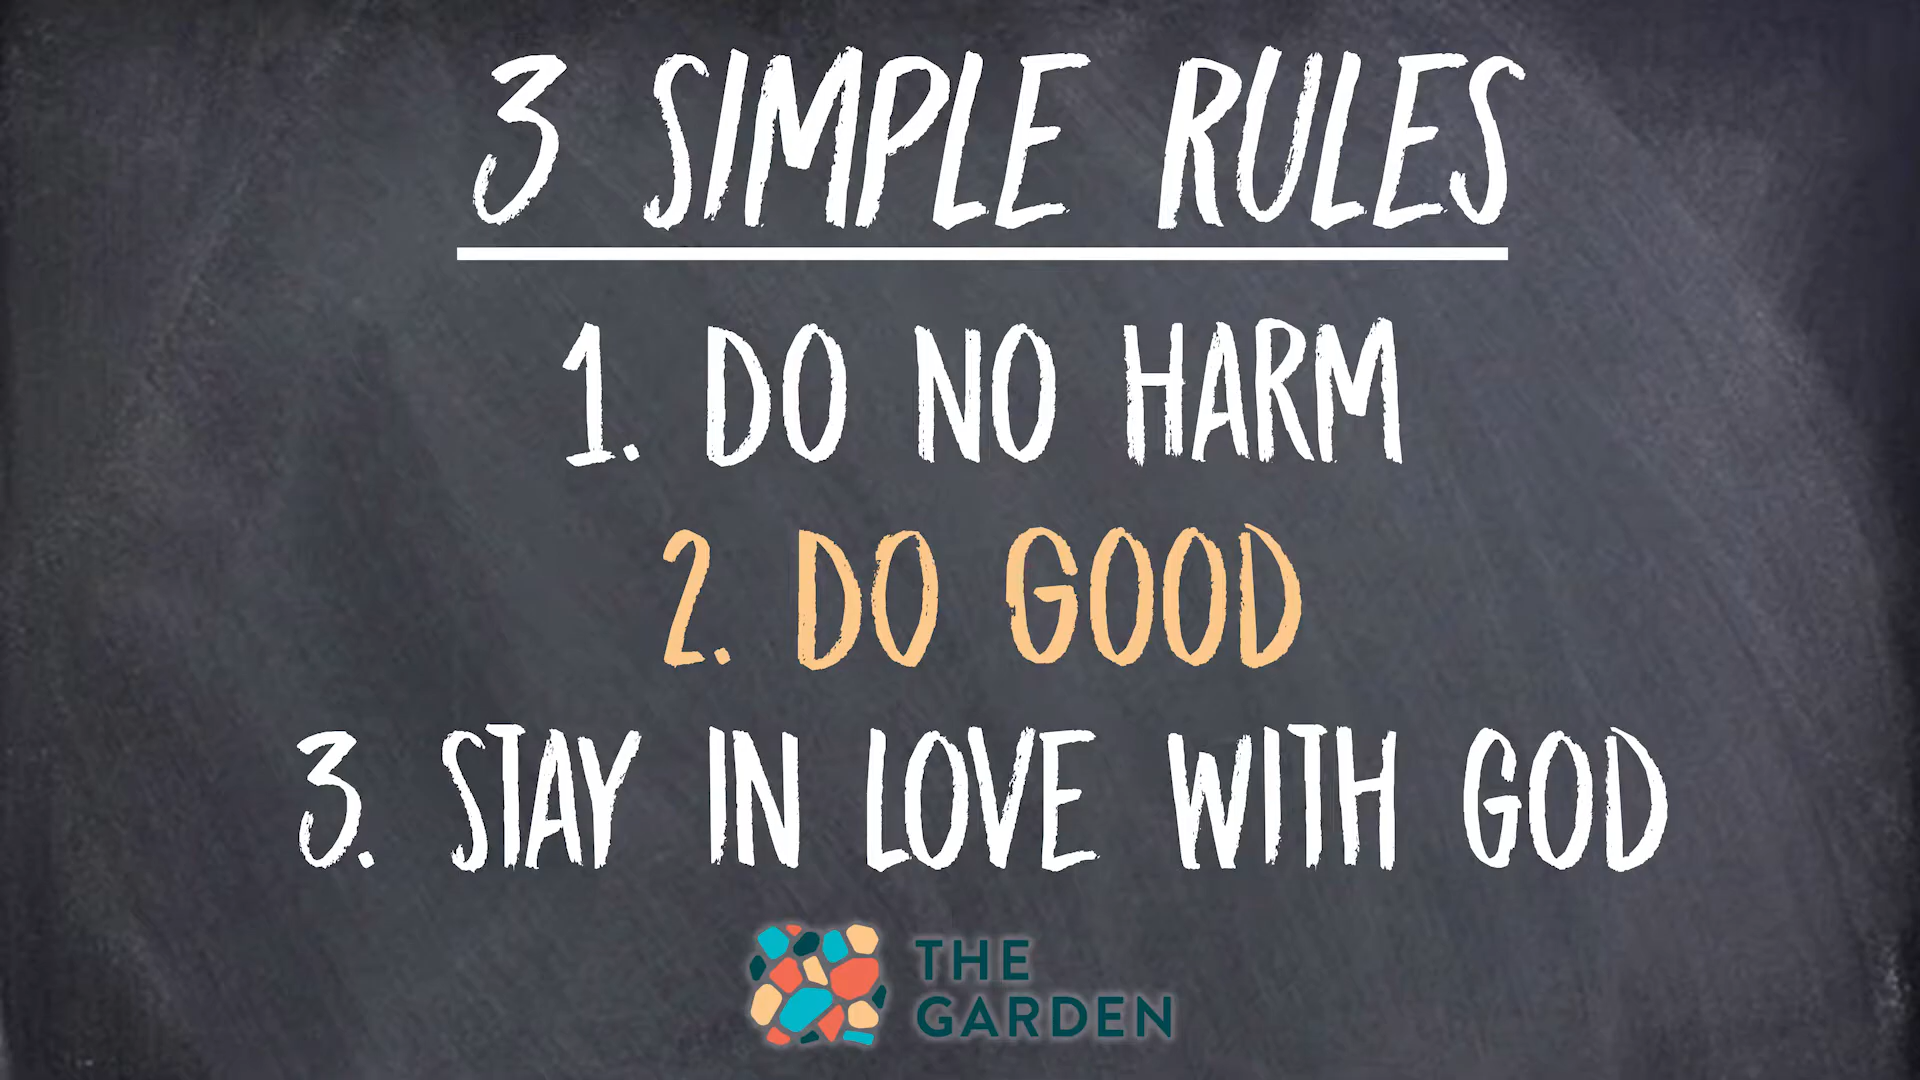 3 SIMPLE RULES
1. DO NO HARM
2. DO GOOD
3. STAY IN LOVE WITH GOD
THE
GARDEN